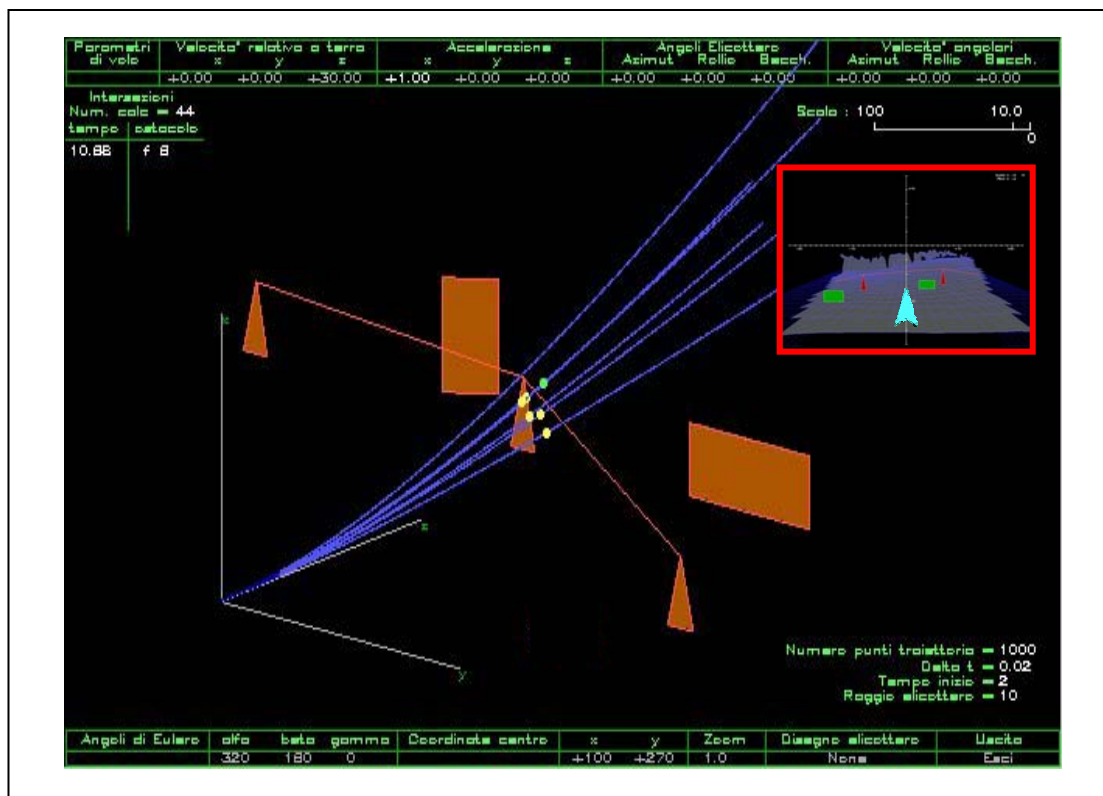 Parametri Velocita' relativa a terra Accelerazione Angoli Elicottero Velocita' angolari
di volo x y z x y z Azimut Rollio Becch. Azimut Rollio Becch.
+0.00 +0.00 +30.00 +1.00 +0.00 +0.00 +0.00 +0.00 +0.00 +0.00 +0.00 +0.00
Intersezioni
Num. calc = 44
tempo ostacolo
10.88 f 8
Scala : 100 10.0
0
x
z
y
Numero punti traiettoria = 1000
Delta t = 0.02
Tempo inizio = 2
Raggio elicottero = 10
Angoli di Eulero alfa beta gamma Coordinate centro x y Zoom Disegno elicottero Uscita
320 180 0 +100 +270 1.0 None Esci